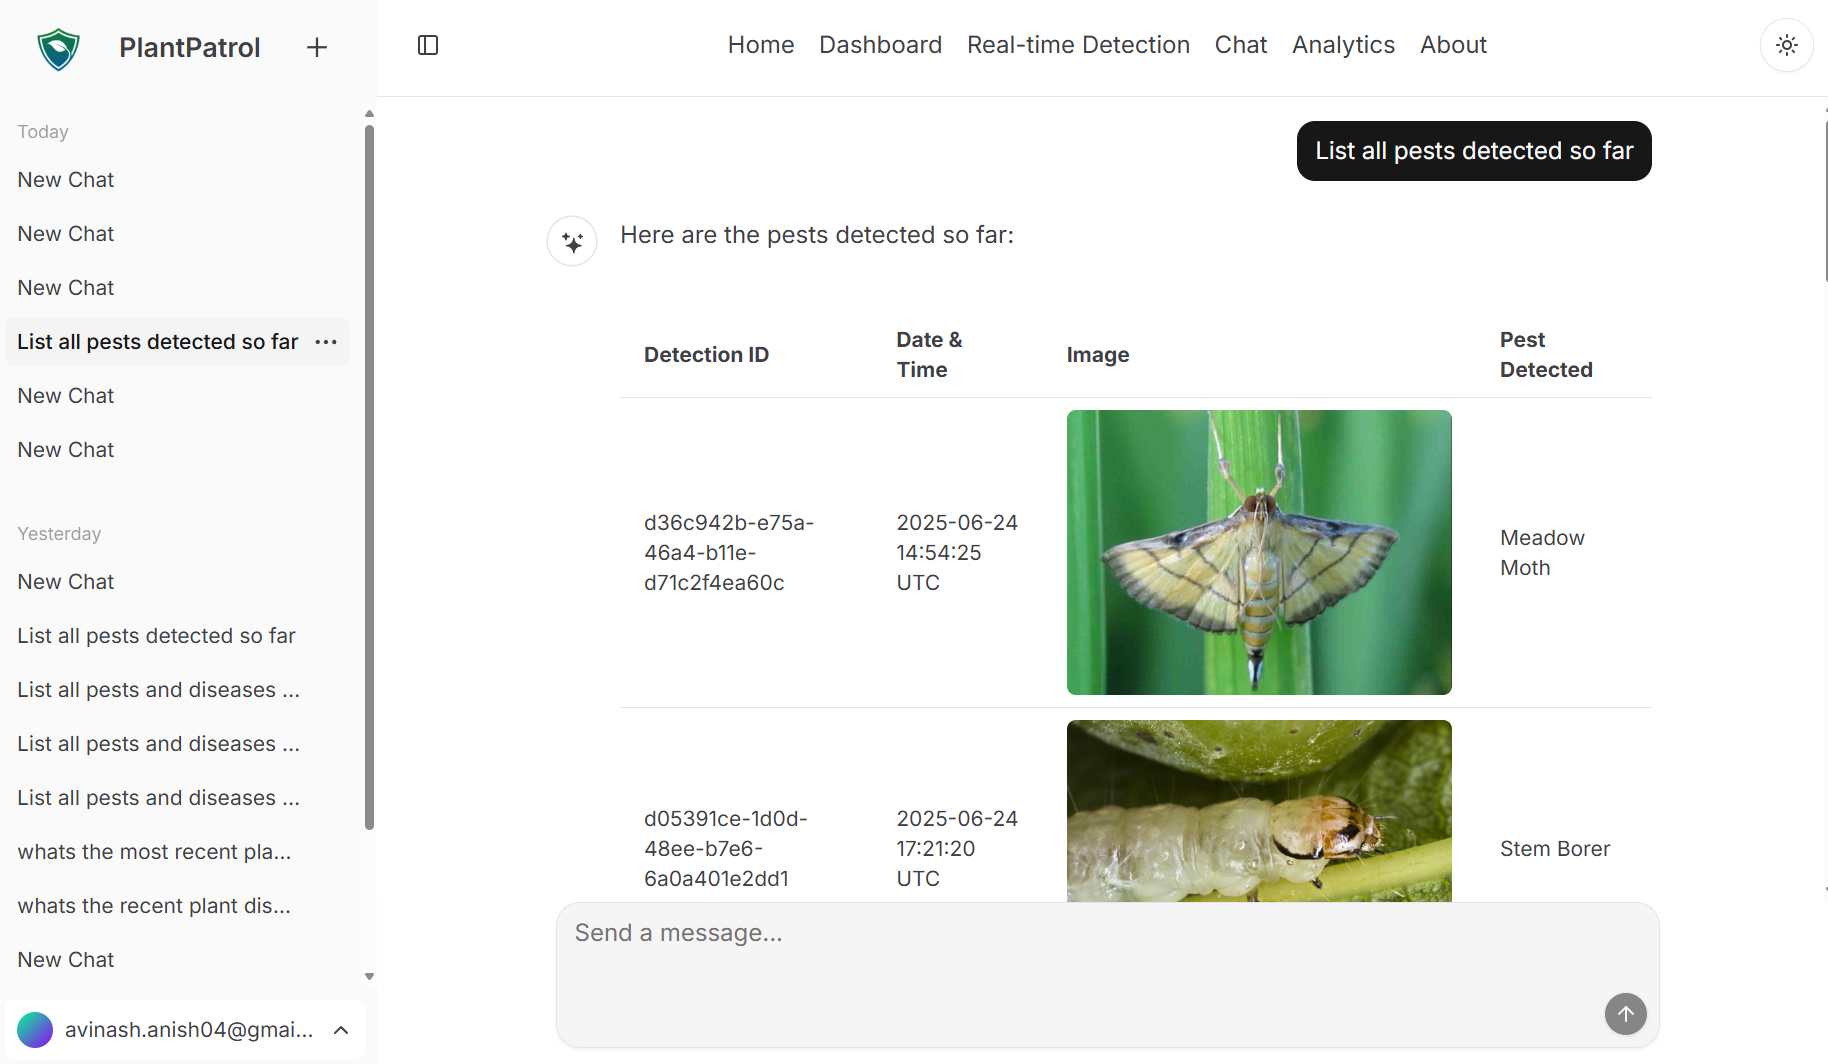 PlantPatrol
Today
New Chat
New Chat
New Chat
List all pests detected so far
New Chat
New Chat
Yesterday
New Chat
List all pests detected so far
List all pests and diseases ...
List all pests and diseases ...
List all pests and diseases ...
whats the most recent pla...
whats the recent plant dis...
New Chat
avinash.anish04@gmai...
Home Dashboard Real-time Detection Chat Analytics About
List all pests detected so far
Here are the pests detected so far:
Detection ID
Date &
Time
Image
Pest
Detected
d36c942b-e75a-
46a4-b11e-
d71c2f4ea60c
2025-06-24
14:54:25
UTC
Meadow
Moth
d05391ce-1d0d-
48ee-b7e6-
6a0a401e2dd1
2025-06-24
17:21:20
UTC
Stem Borer
Send a message...